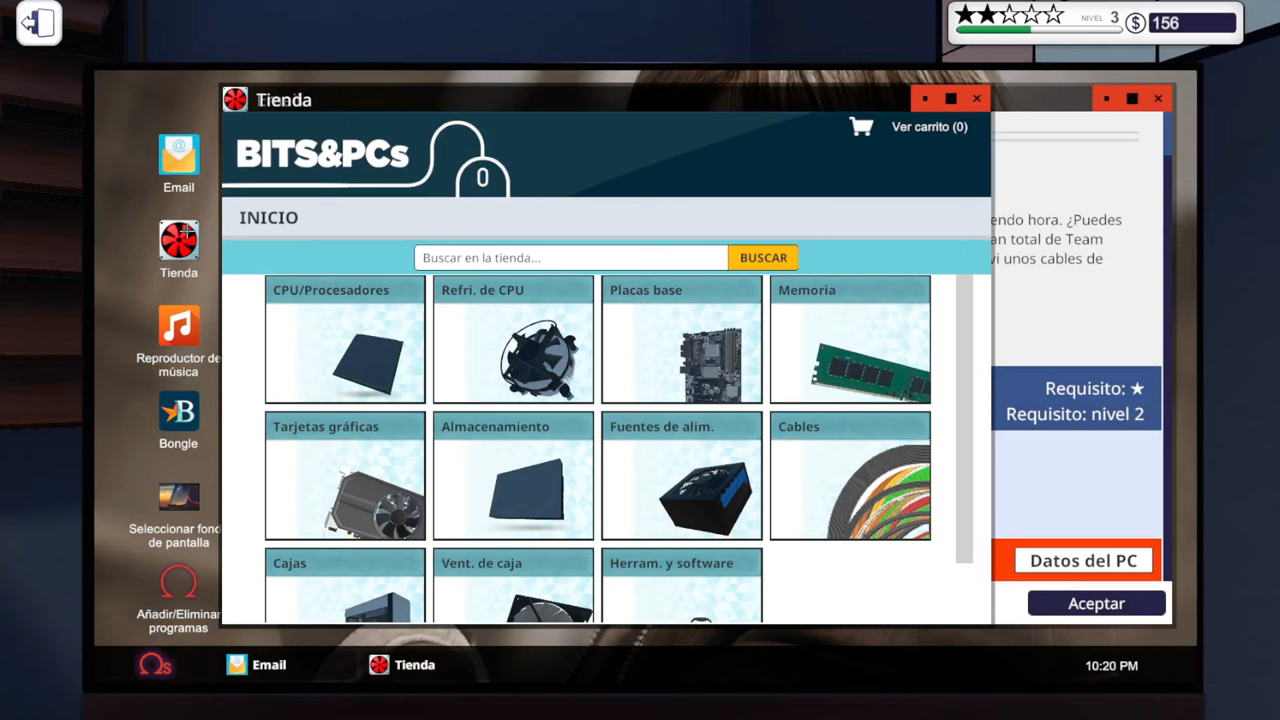 NIVEL 3
$ 156
Tienda
BITS&PCs
Ver carrito (0)
INICIO
Buscar en la tienda...
BUSCAR
CPU/Procesadores
Refri. de CPU
Placas base
Memoria
Tarjetas gráficas
Almacenamiento
Fuentes de alim.
Cables
Cajas
Vent. de caja
Herram. y software
endo hora. ¿Puedes
an total de Team
vi unos cables de
Requisito: ★
Requisito: nivel 2
Datos del PC
Aceptar
Email
Tienda
Reproductor de
música
Bongle
Seleccionar fond
de pantalla
Añadir/Eliminar
programas
Ωs
Email
Tienda
10:20 PM